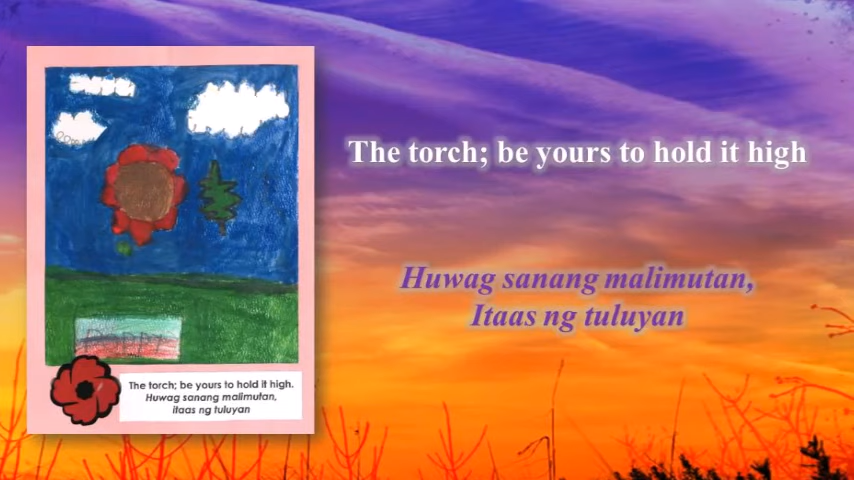 The torch; be yours to hold it high
Huwag sanang malimutan,
Itaas ng tuluyan
Poppy
The torch; be yours to hold it high.
Huwag sanang malimutan,
itaas ng tuluyan